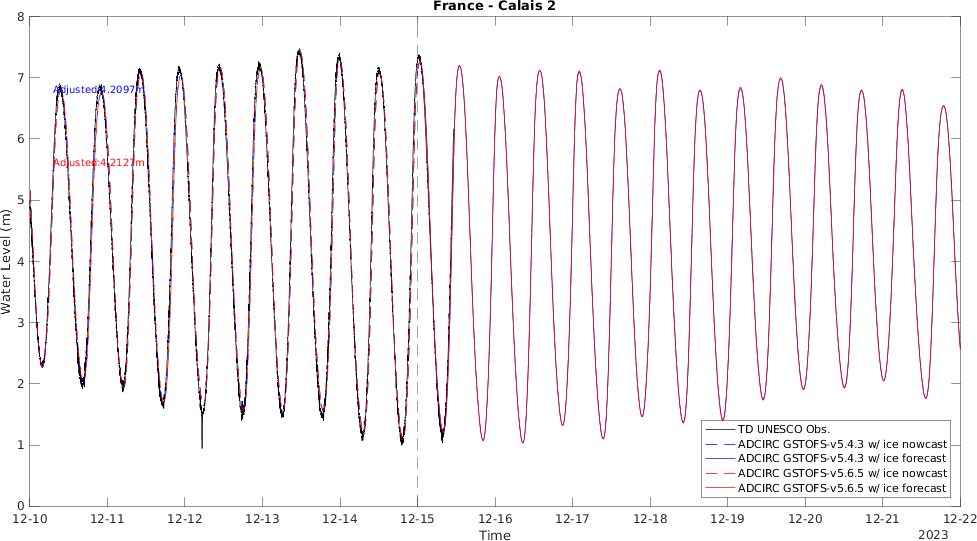 France - Calais 2
8
7
6
5
4
3
2
1
0
Water Level (m)
Adjusted:4.2097m
Adjusted:4.2127m
TD UNESCO Obs.
ADCIRC GSTOFS-v5.4.3 w/ ice nowcast
ADCIRC GSTOFS-v5.4.3 w/ ice forecast
ADCIRC GSTOFS-v5.6.5 w/ ice nowcast
ADCIRC GSTOFS-v5.6.5 w/ ice forecast
12-10 12-11 12-12 12-13 12-14 12-15 12-16 12-17 12-18 12-19 12-20 12-21 12-22
Time 2023